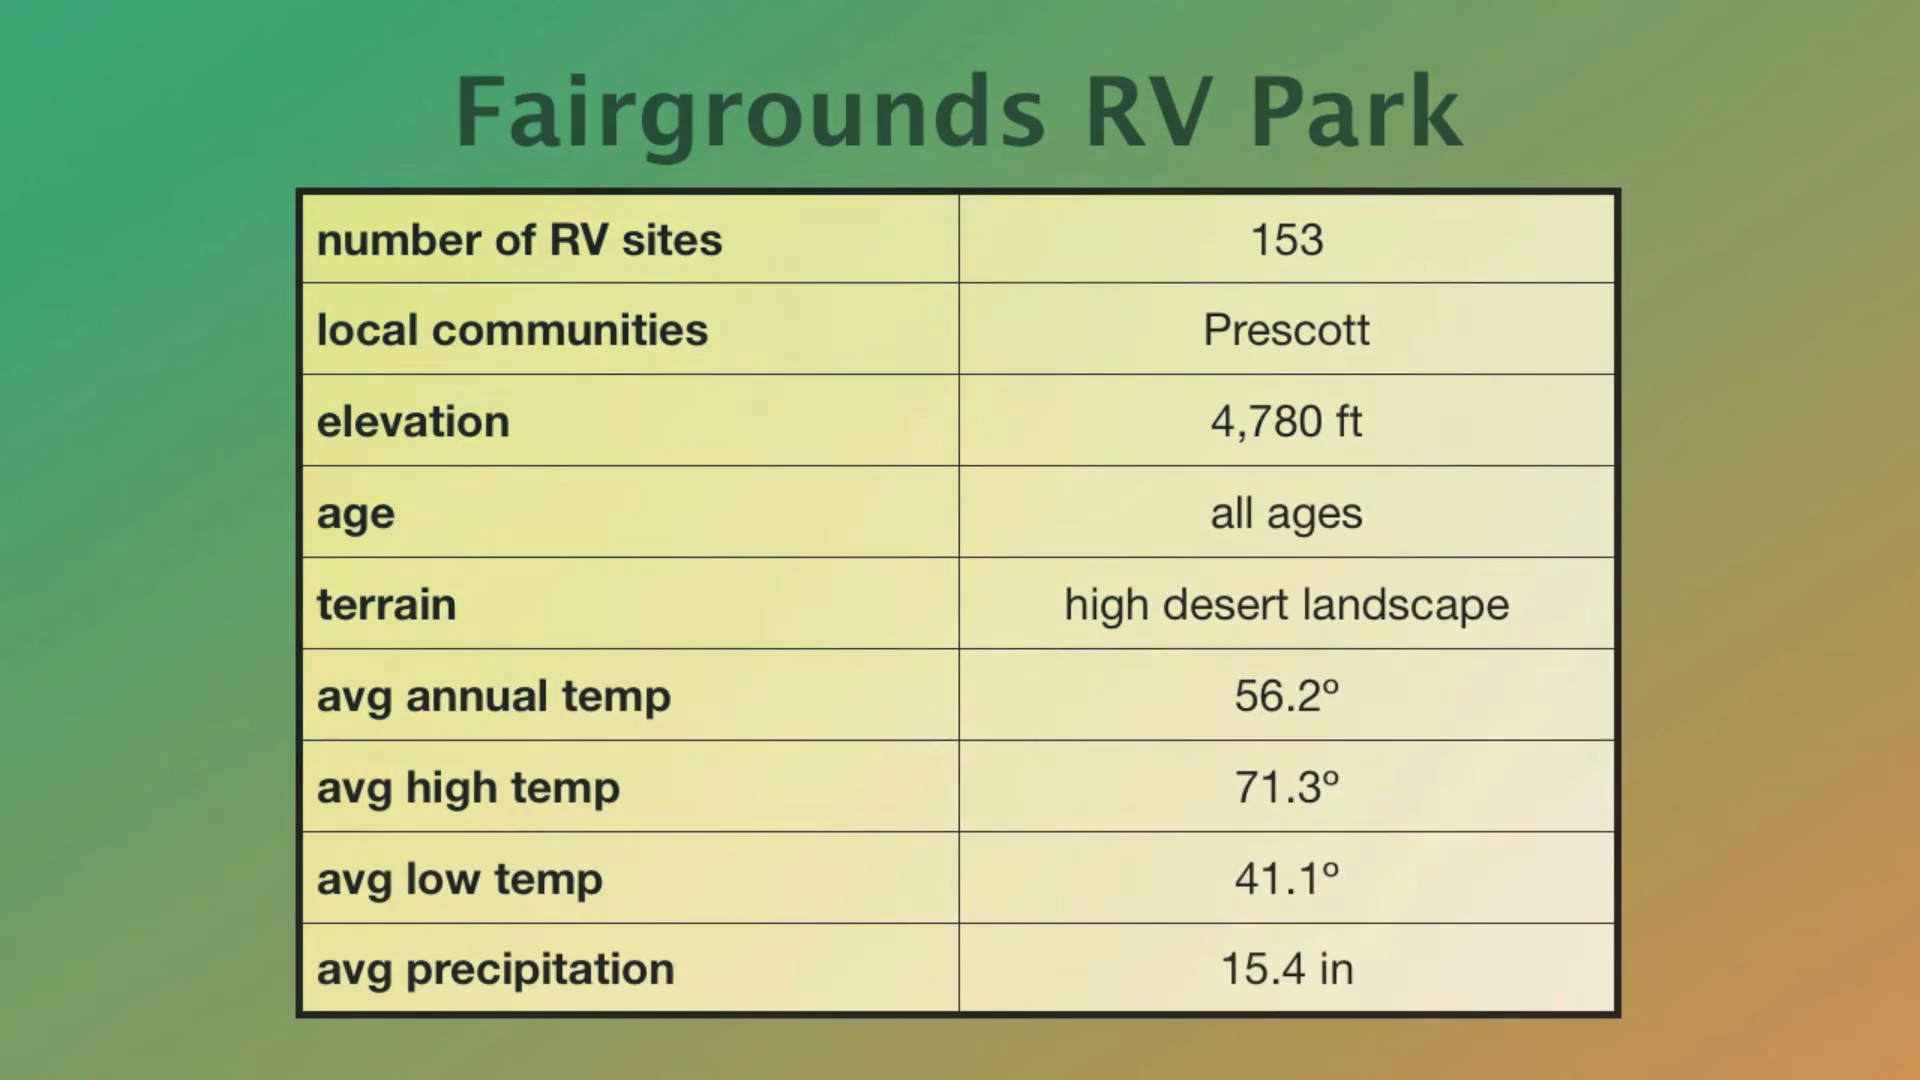 Fairgrounds RV Park
number of RV sites 153
local communities Prescott
elevation 4,780 ft
age all ages
terrain high desert landscape
avg annual temp 56.2º
avg high temp 71.3º
avg low temp 41.1º
avg precipitation 15.4 in